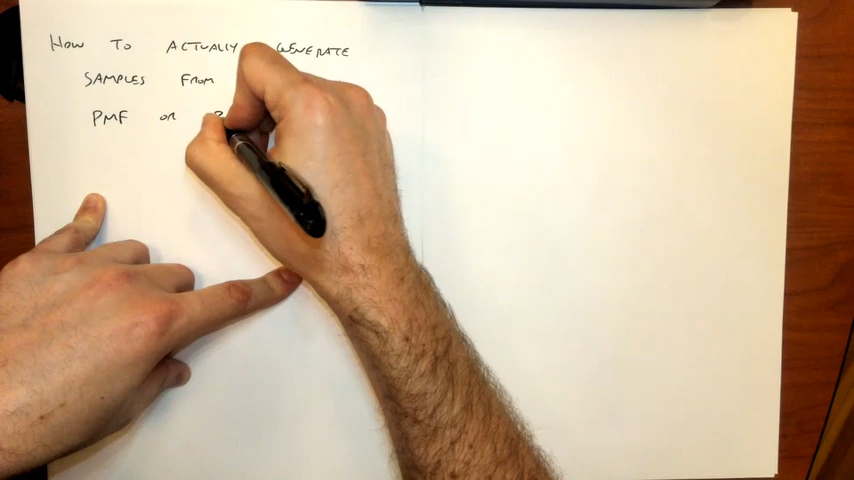 HOW TO ACTUALLY GENERATE
SAMPLES FROM
PMF OR